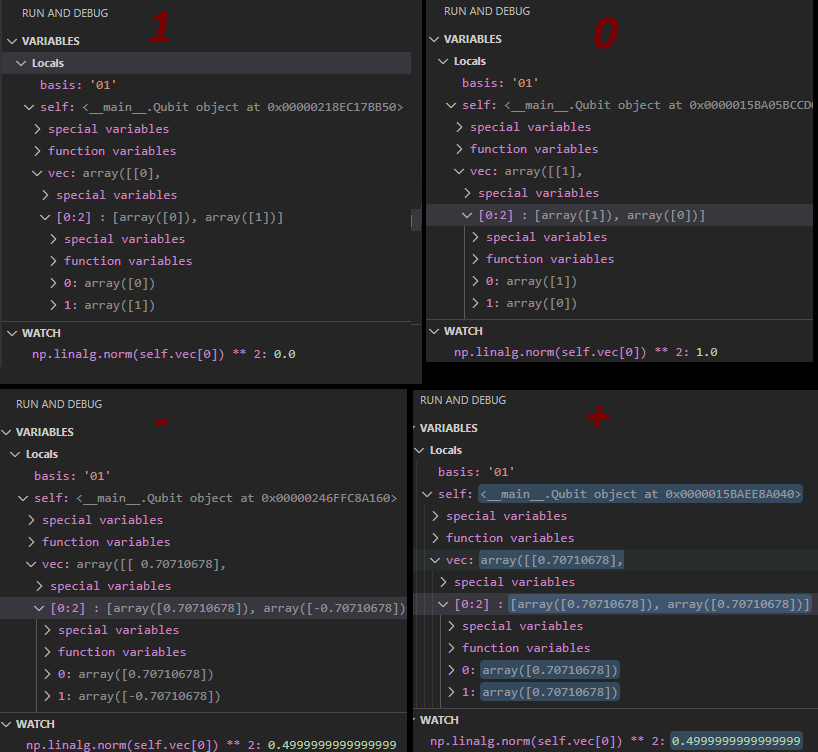 RUN AND DEBUG
1
VARIABLES
Locals
basis: '01'
self: <__main__.Qubit object at 0x00000218EC17BB50>
special variables
function variables
vec: array([[0],
special variables
[0:2] : [array([0]), array([1])]
special variables
function variables
0: array([0])
1: array([1])
WATCH
np.linalg.norm(self.vec[0]) ** 2: 0.0
RUN AND DEBUG
0
VARIABLES
Locals
basis: '01'
self: <__main__.Qubit object at 0x0000015BA05BCCD
special variables
function variables
vec: array([[1],
special variables
[0:2] : [array([1]), array([0])]
special variables
function variables
0: array([1])
1: array([0])
WATCH
np.linalg.norm(self.vec[0]) ** 2: 1.0
RUN AND DEBUG
-
VARIABLES
Locals
basis: '01'
self: <__main__.Qubit object at 0x00000246FFC8A160>
special variables
function variables
vec: array([[ 0.70710678],
special variables
[0:2] : [array([0.70710678]), array([-0.70710678])
special variables
function variables
0: array([0.70710678])
1: array([-0.70710678])
WATCH
np.linalg.norm(self.vec[0]) ** 2: 0.4999999999999999
RUN AND DEBUG
+
VARIABLES
Locals
basis: '01'
self: <__main__.Qubit object at 0x0000015BAEE8A040>
special variables
function variables
vec: array([[0.70710678],
special variables
[0:2] : [array([0.70710678]), array([0.70710678])]
special variables
function variables
0: array([0.70710678])
1: array([0.70710678])
WATCH
np.linalg.norm(self.vec[0]) ** 2: 0.4999999999999999